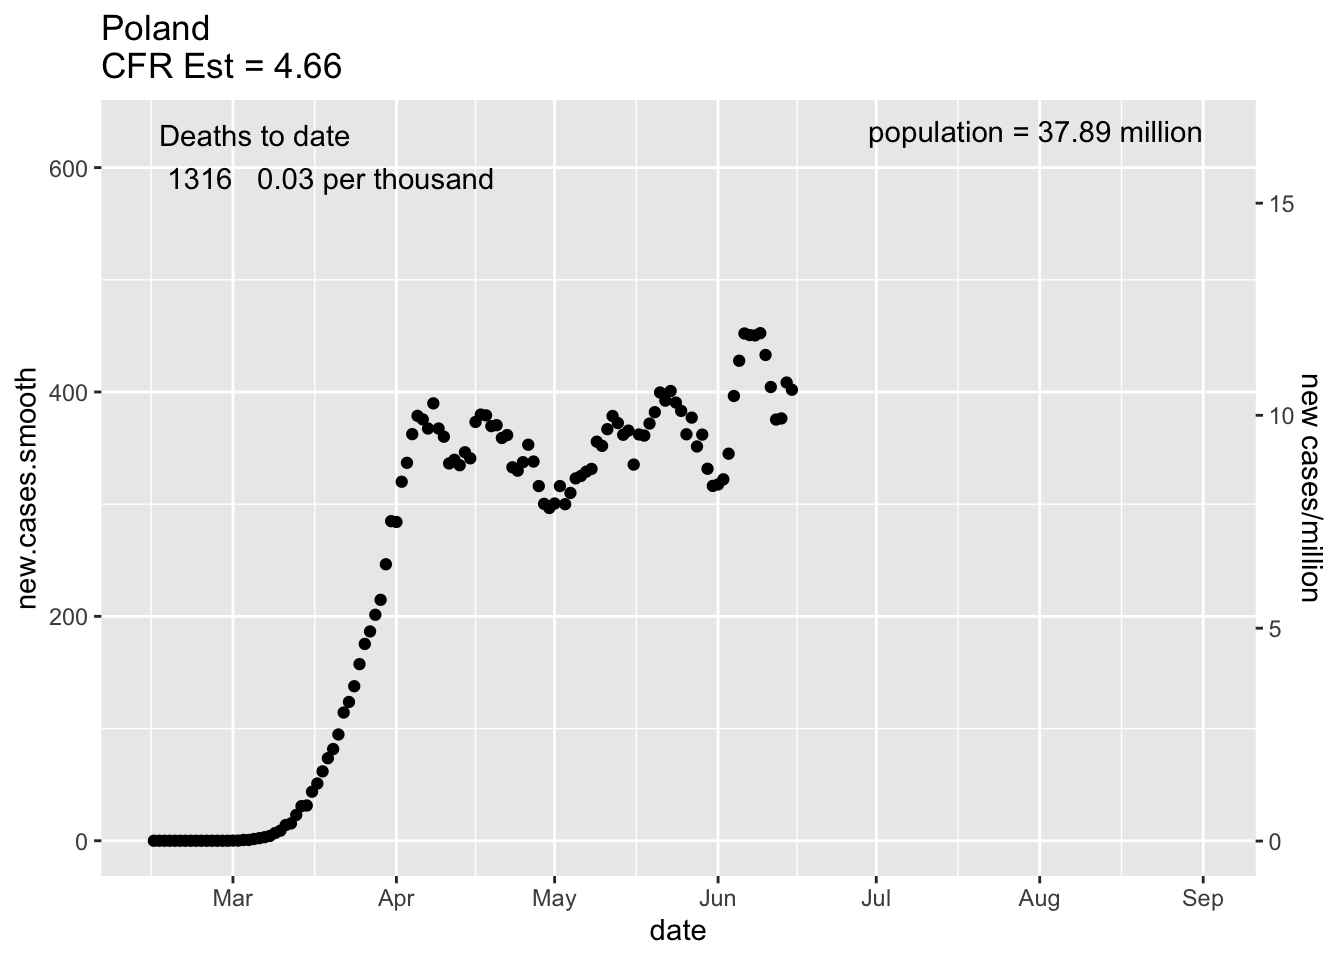 Poland
CFR Est = 4.66
Deaths to date
population = 37.89 million
1316 0.03 per thousand
600
400
200
0
new.cases.smooth
15
10
5
0
new cases/million
Mar Apr May Jun Jul Aug Sep
date